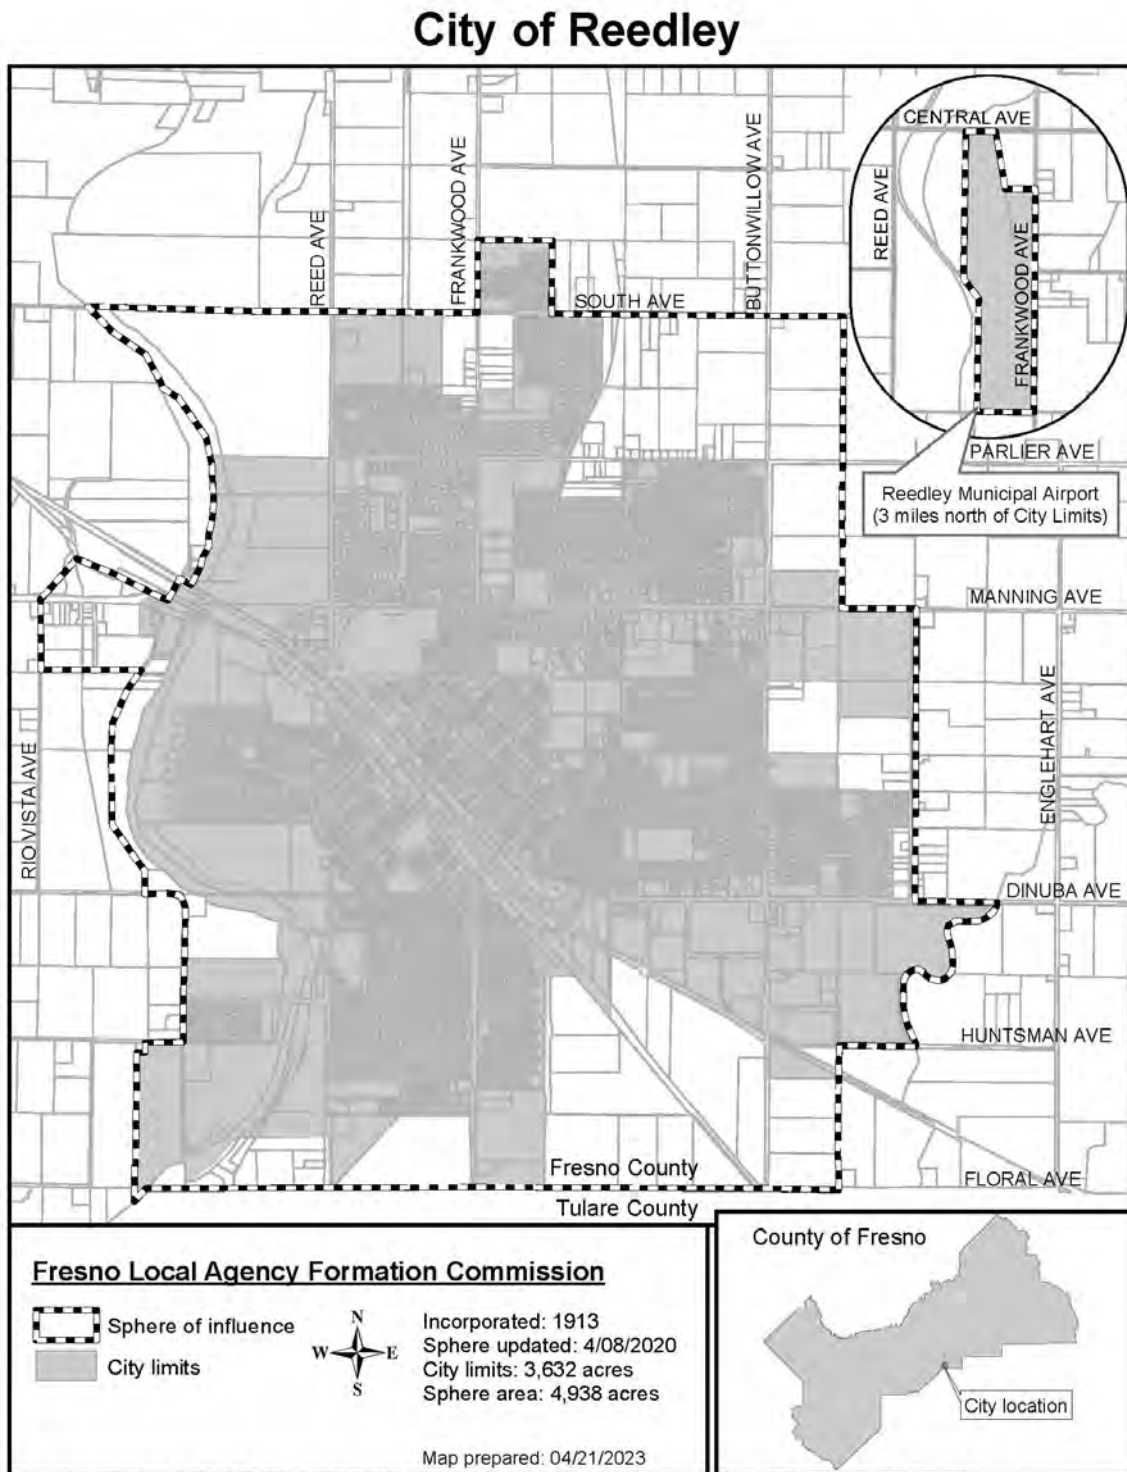 City of Reedley
CENTRAL AVE
REED AVE
FRANKWOOD AVE
REED AVE
FRANKWOOD AVE
BUTTONWILLOW AVE
SOUTH AVE
PARLIER AVE
Reedley Municipal Airport
(3 miles north of City Limits)
MANNING AVE
ENGLEHART AVE
RIO VISTA AVE
DINUBA AVE
HUNTSMAN AVE
Fresno County
FLORAL AVE
Tulare County
Fresno Local Agency Formation Commission
Sphere of influence
City limits
N
W
E
S
Incorporated: 1913
Sphere updated: 4/08/2020
City limits: 3,632 acres
Sphere area: 4,938 acres
Map prepared: 04/21/2023
County of Fresno
City location